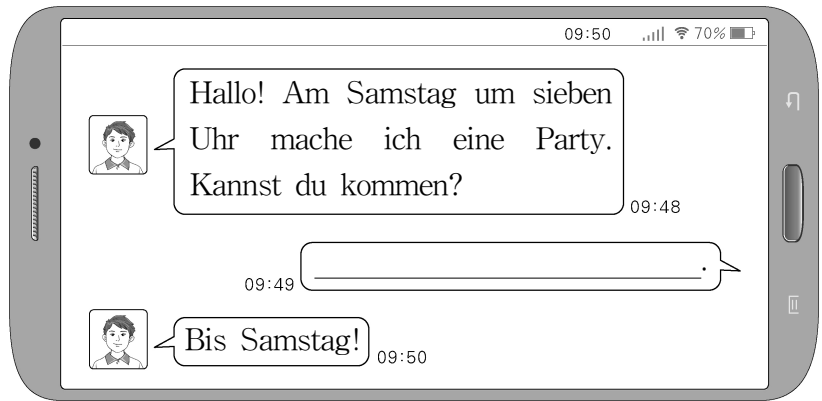 09:50 70%
Hallo! Am Samstag um sieben
Uhr mache ich eine Party.
Kannst du kommen?
09:48
.
09:49
Bis Samstag!
09:50